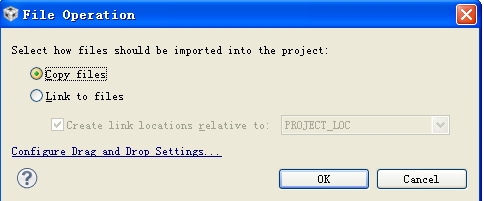 File Operation
Select how files should be imported into the project:
Copy files
Link to files
Create link locations relative to: PROJECT_LOC
Configure Drag and Drop Settings...
? OK Cancel